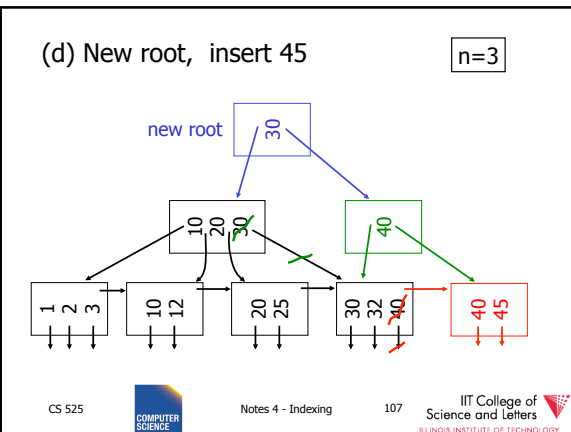 (d) New root, insert 45
n=3
new root
30
10 20 30
40
1 2 3
10 12
20 25
30 32 40
40 45
CS 525
COMPUTER
SCIENCE
Notes 4 - Indexing
107
IIT College of
Science and Letters
ILLINOIS INSTITUTE OF TECHNOLOGY